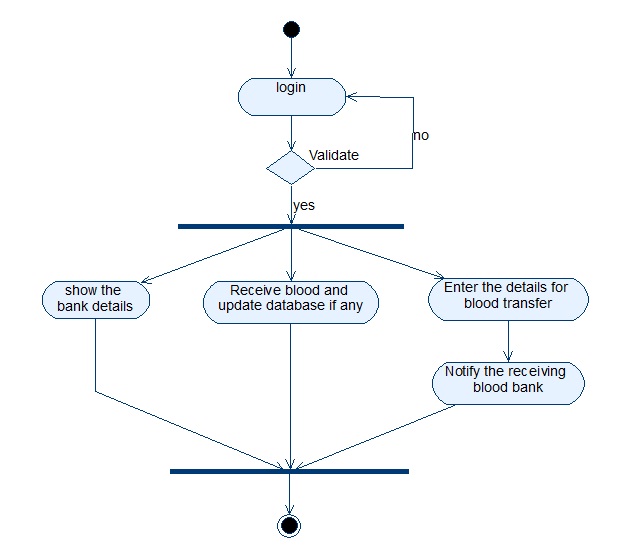 login
Validate
no
yes
show the
bank details
Receive blood and
update database if any
Enter the details for
blood transfer
Notify the receiving
blood bank